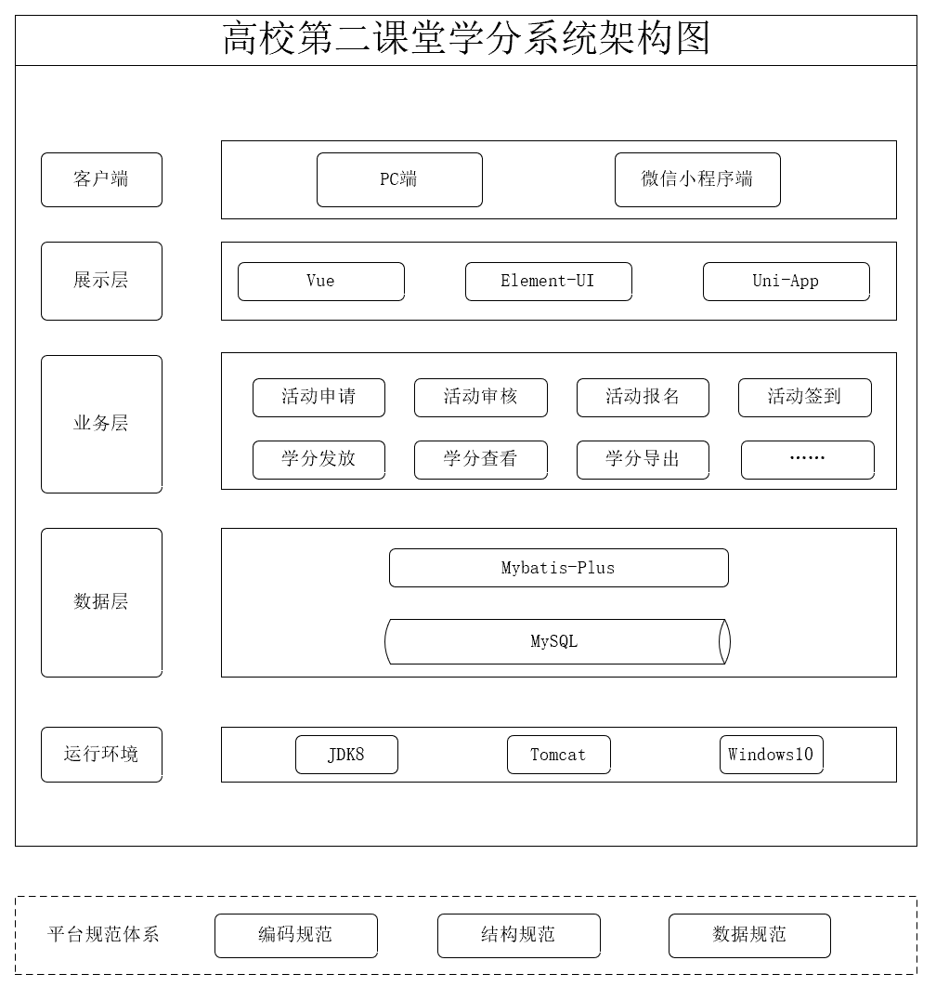 高校第二课堂学分系统架构图
客户端
PC端
微信小程序端
展示层
Vue
Element-UI
Uni-App
业务层
活动申请
活动审核
活动报名
活动签到
学分发放
学分查看
学分导出
……
数据层
Mybatis-Plus
MySQL
运行环境
JDK8
Tomcat
Windows10
平台规范体系
编码规范
结构规范
数据规范